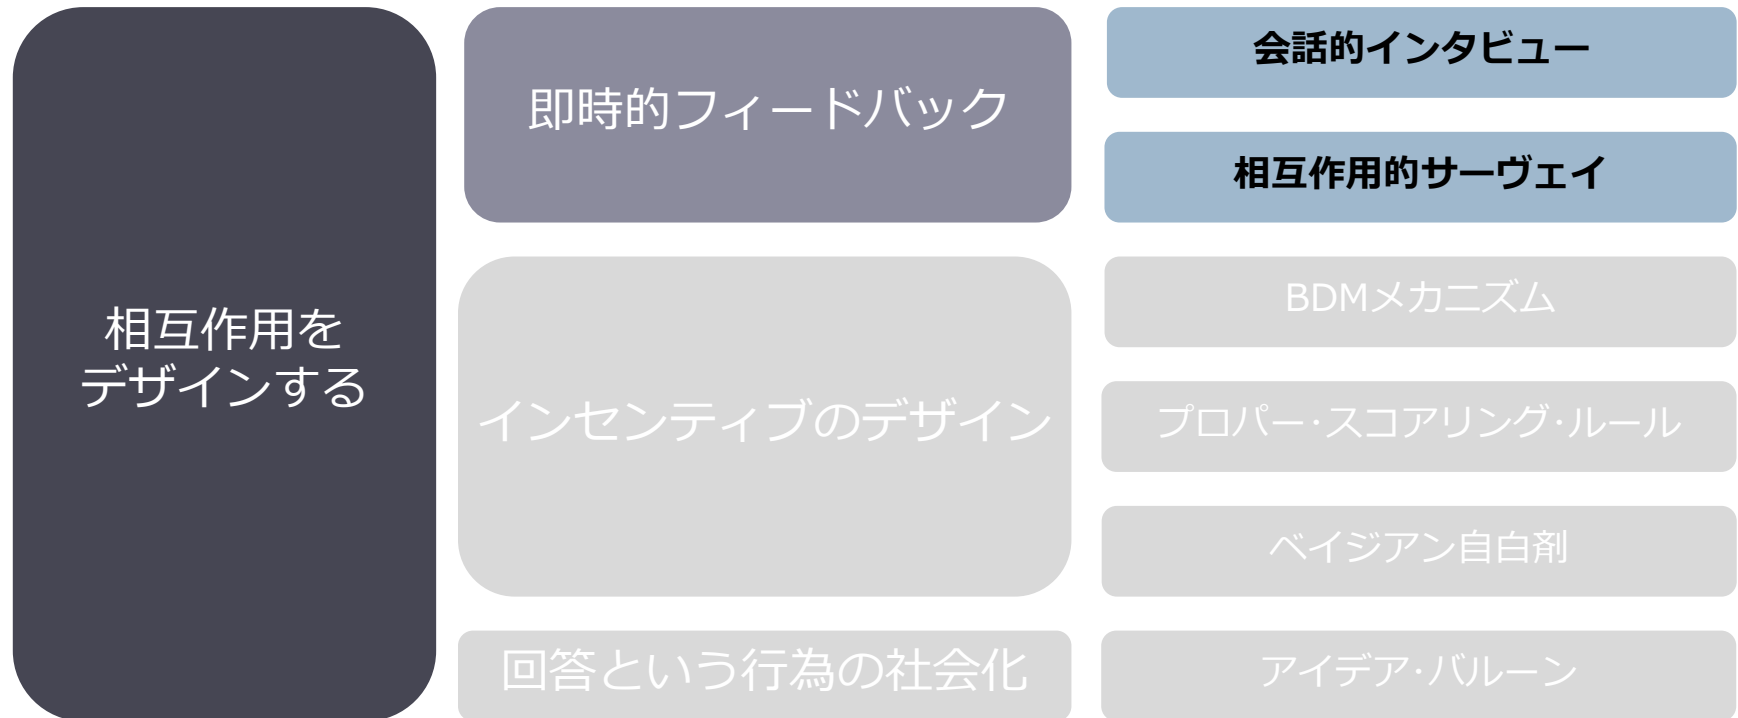 相互作用を
デザインする
即時的フィードバック
会話的インタビュー
相互作用的サーヴェイ
インセンティブのデザイン
BDMメカニズム
プロパー・スコアリング・ルール
ベイジアン自白剤
回答という行為の社会化
アイデア・バルーン